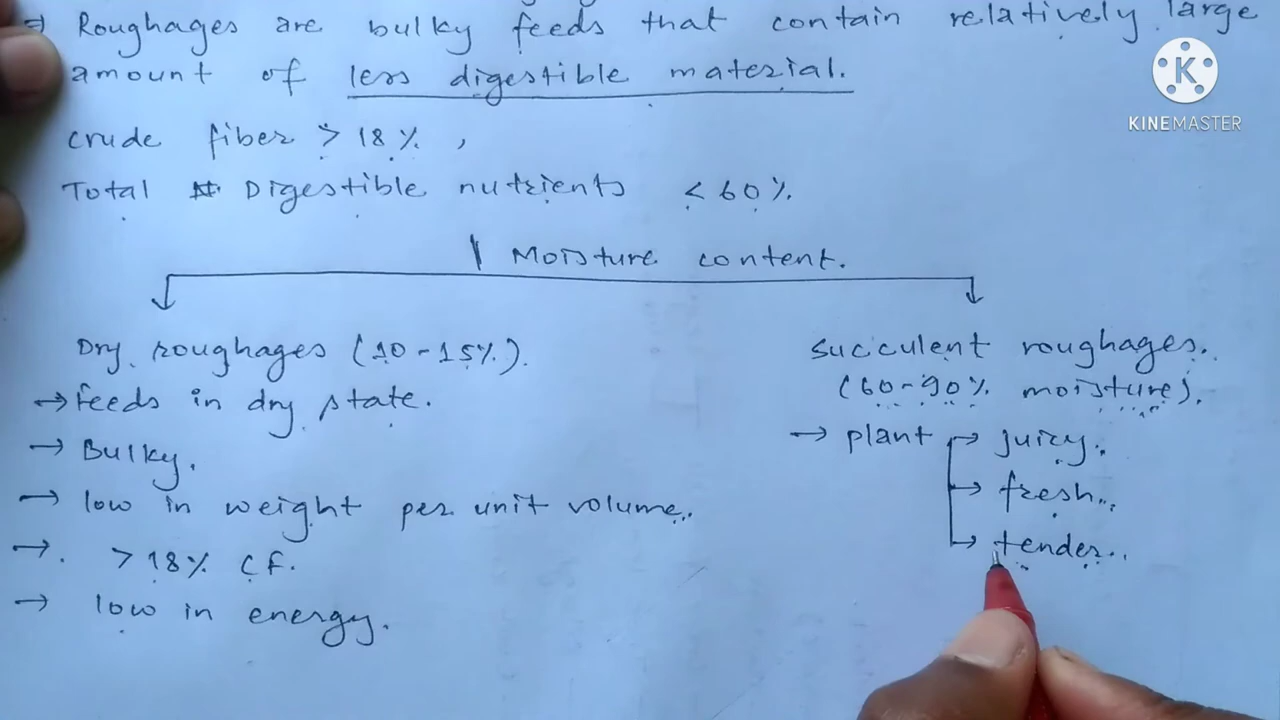 ⇒ Roughages are bulky feeds that contain relatively large
amount of less digestible material.
K
KINEMASTER
crude fiber > 18%,
Total Digestible nutrients < 60%.
Moisture content.
Dry roughages (10-15%).
→ feeds in dry state.
→ Bulky.
→ low in weight per unit volume.
→ >18% CF.
→ low in energy.
succulent roughages.
(60-90% moisture).
→ plant → juicy.
→ fresh.
→ tender.